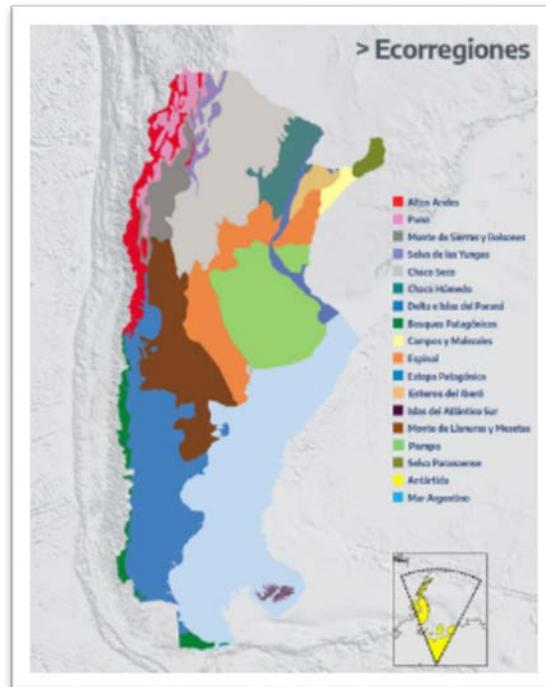 > Ecorregiones
Altos Andes
Puna
Monte de Sierras y Bolsones
Selva de las Yungas
Chaco Seco
Chaco Húmedo
Delta e Islas del Paraná
Bosques Patagónicos
Campos y Malezales
Espinal
Estepa Patagónica
Esteros del Iberá
Islas del Atlántico Sur
Monte de Llanuras y Mesetas
Pampa
Selva Paranaense
Antártida
Mar Argentino